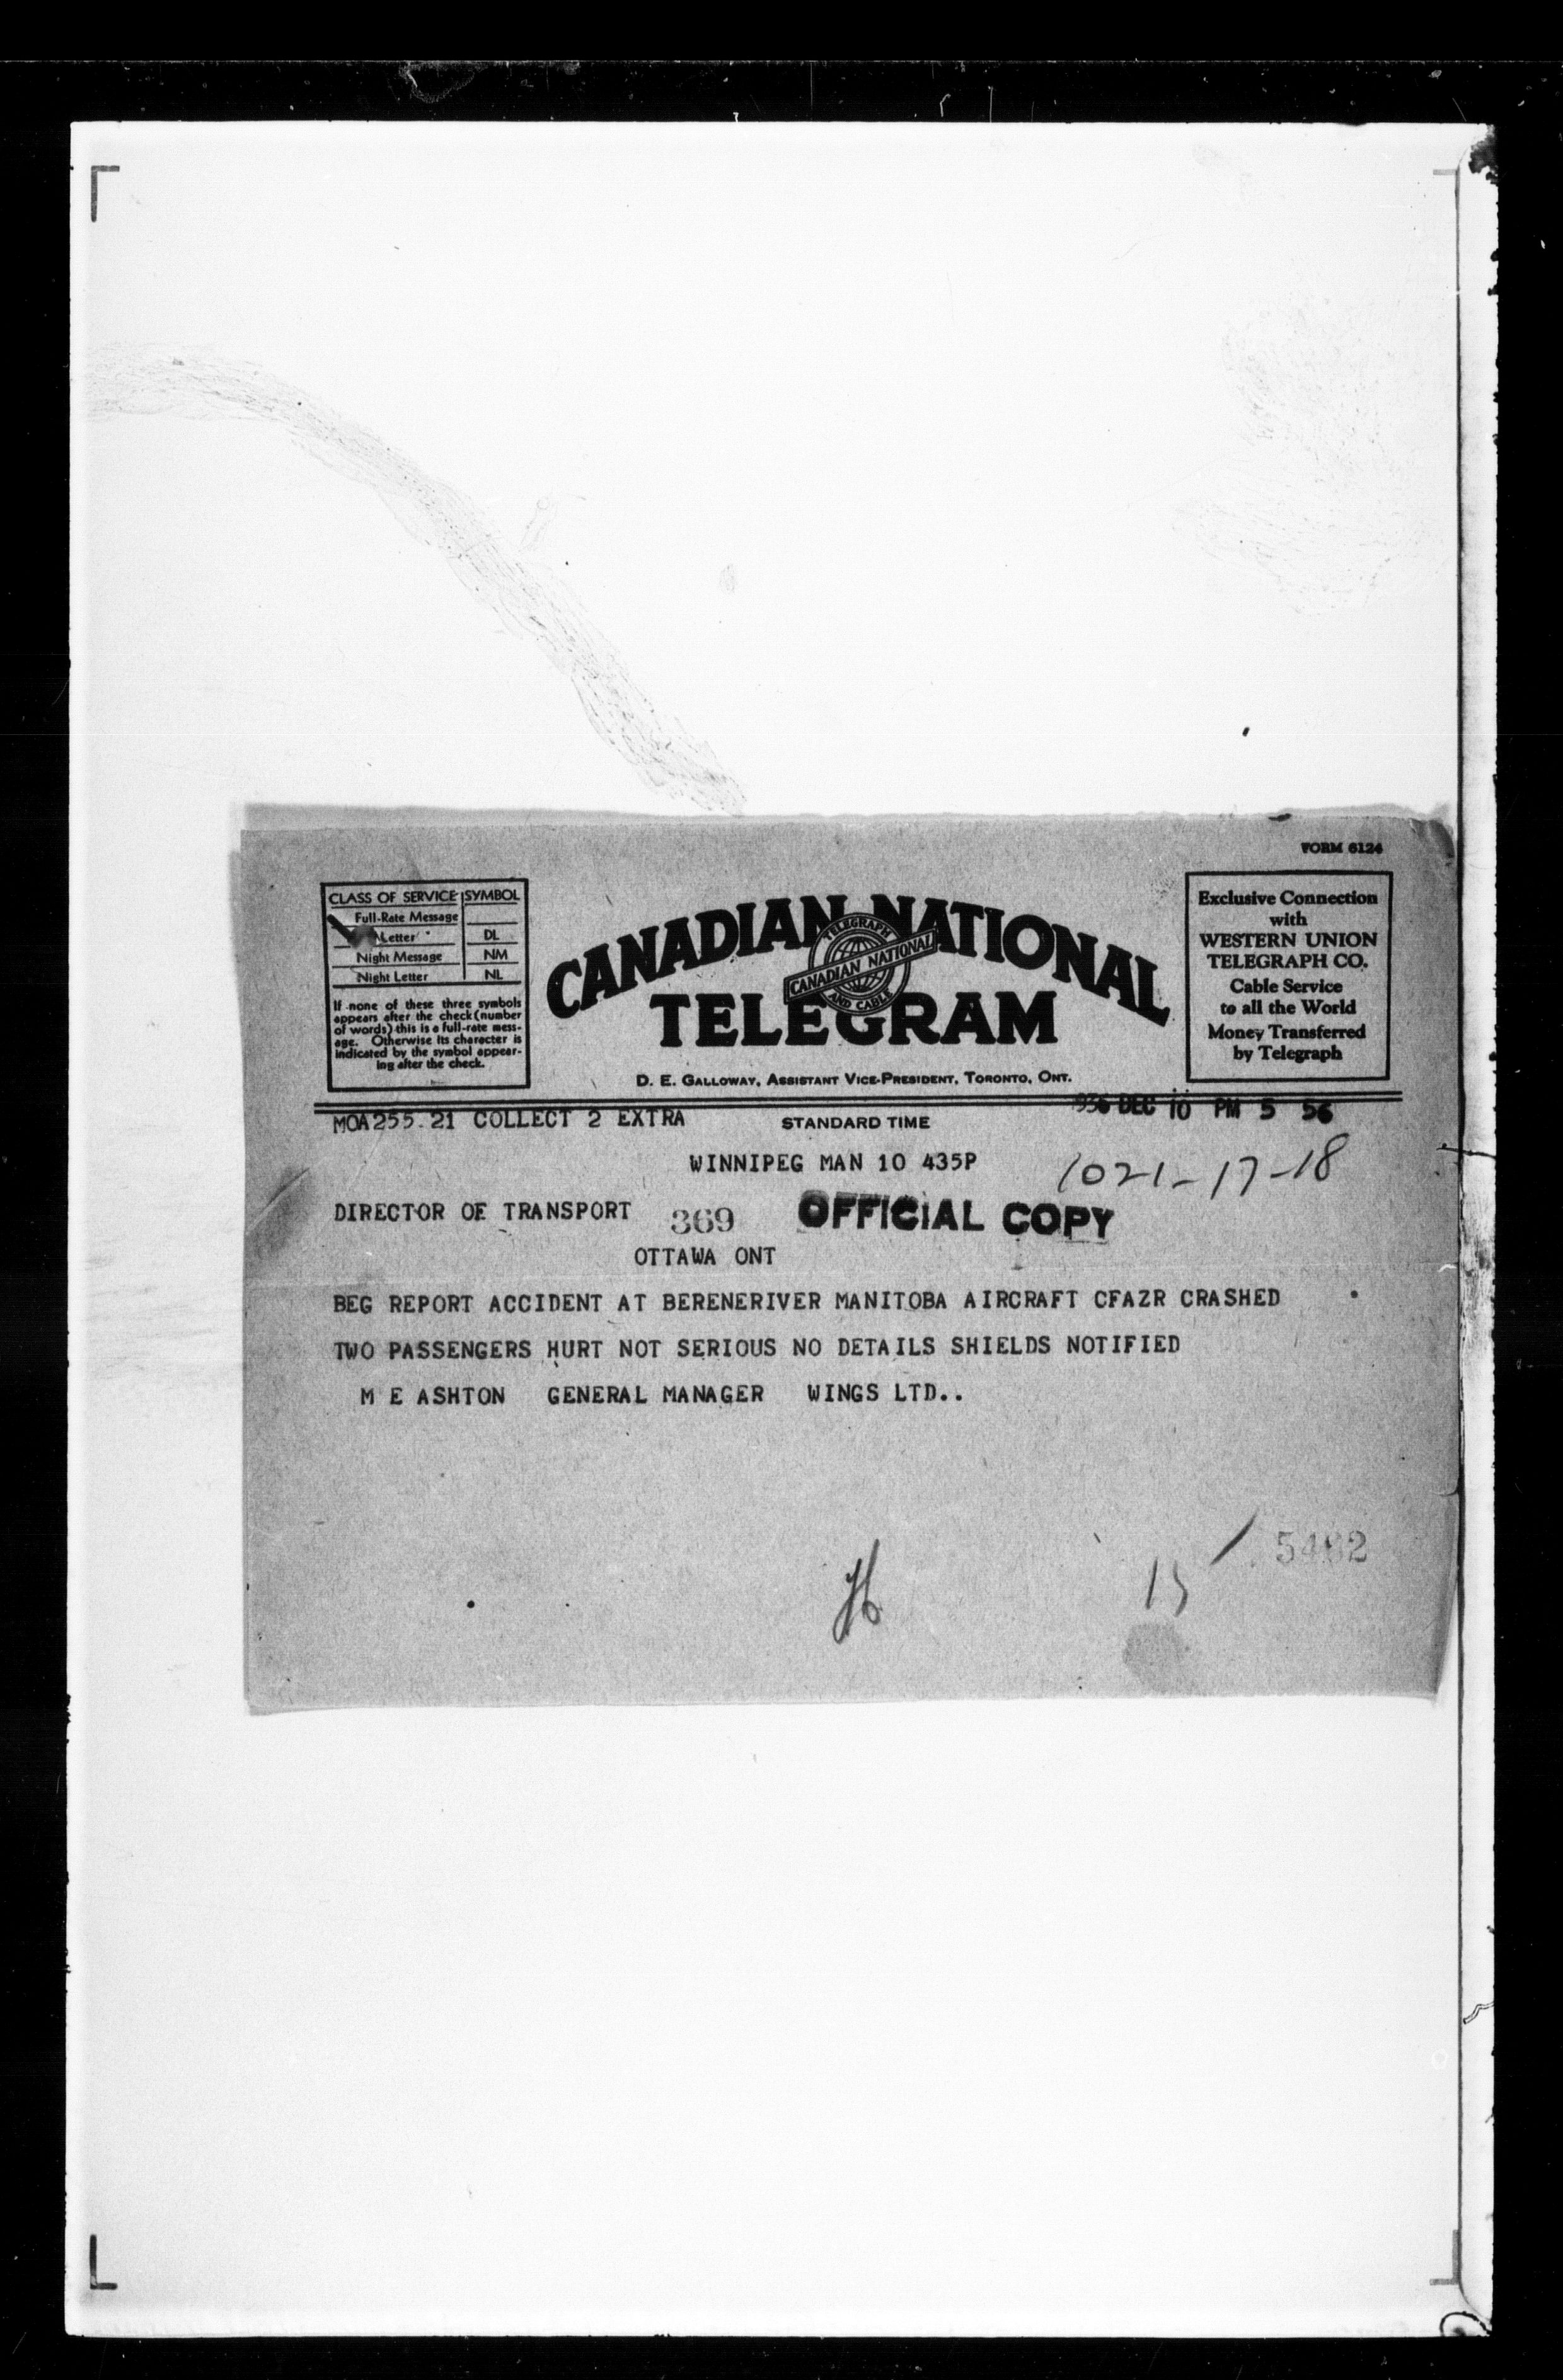 FORM 6124
CLASS OF SERVICE SYMBOL
Full-Rate Message
Letter DL
Night Message NM
Night Letter NL
If none of these three symbols
appears after the check (number
of words) this is a full-rate mess-
age. Otherwise its character is
indicated by the symbol appear-
ing after the check.
CANADIAN NATIONAL
TELEGRAM
TELEGRAPH
CANADIAN NATIONAL
AND CABLE
D. E. GALLOWAY, ASSISTANT VICE-PRESIDENT, TORONTO, ONT.
Exclusive Connection
with
WESTERN UNION
TELEGRAPH CO.
Cable Service
to all the World
Money Transferred
by Telegraph
936 DEC 10 PM 5 56
MOA255.21 COLLECT 2 EXTRA STANDARD TIME
WINNIPEG MAN 10 435P
1021-17-18
DIRECTOR OF TRANSPORT 369 OFFICIAL COPY
OTTAWA ONT
BEG REPORT ACCIDENT AT BERENERIVER MANITOBA AIRCRAFT CFAZR CRASHED
TWO PASSENGERS HURT NOT SERIOUS NO DETAILS SHIELDS NOTIFIED
M E ASHTON GENERAL MANAGER WINGS LTD..